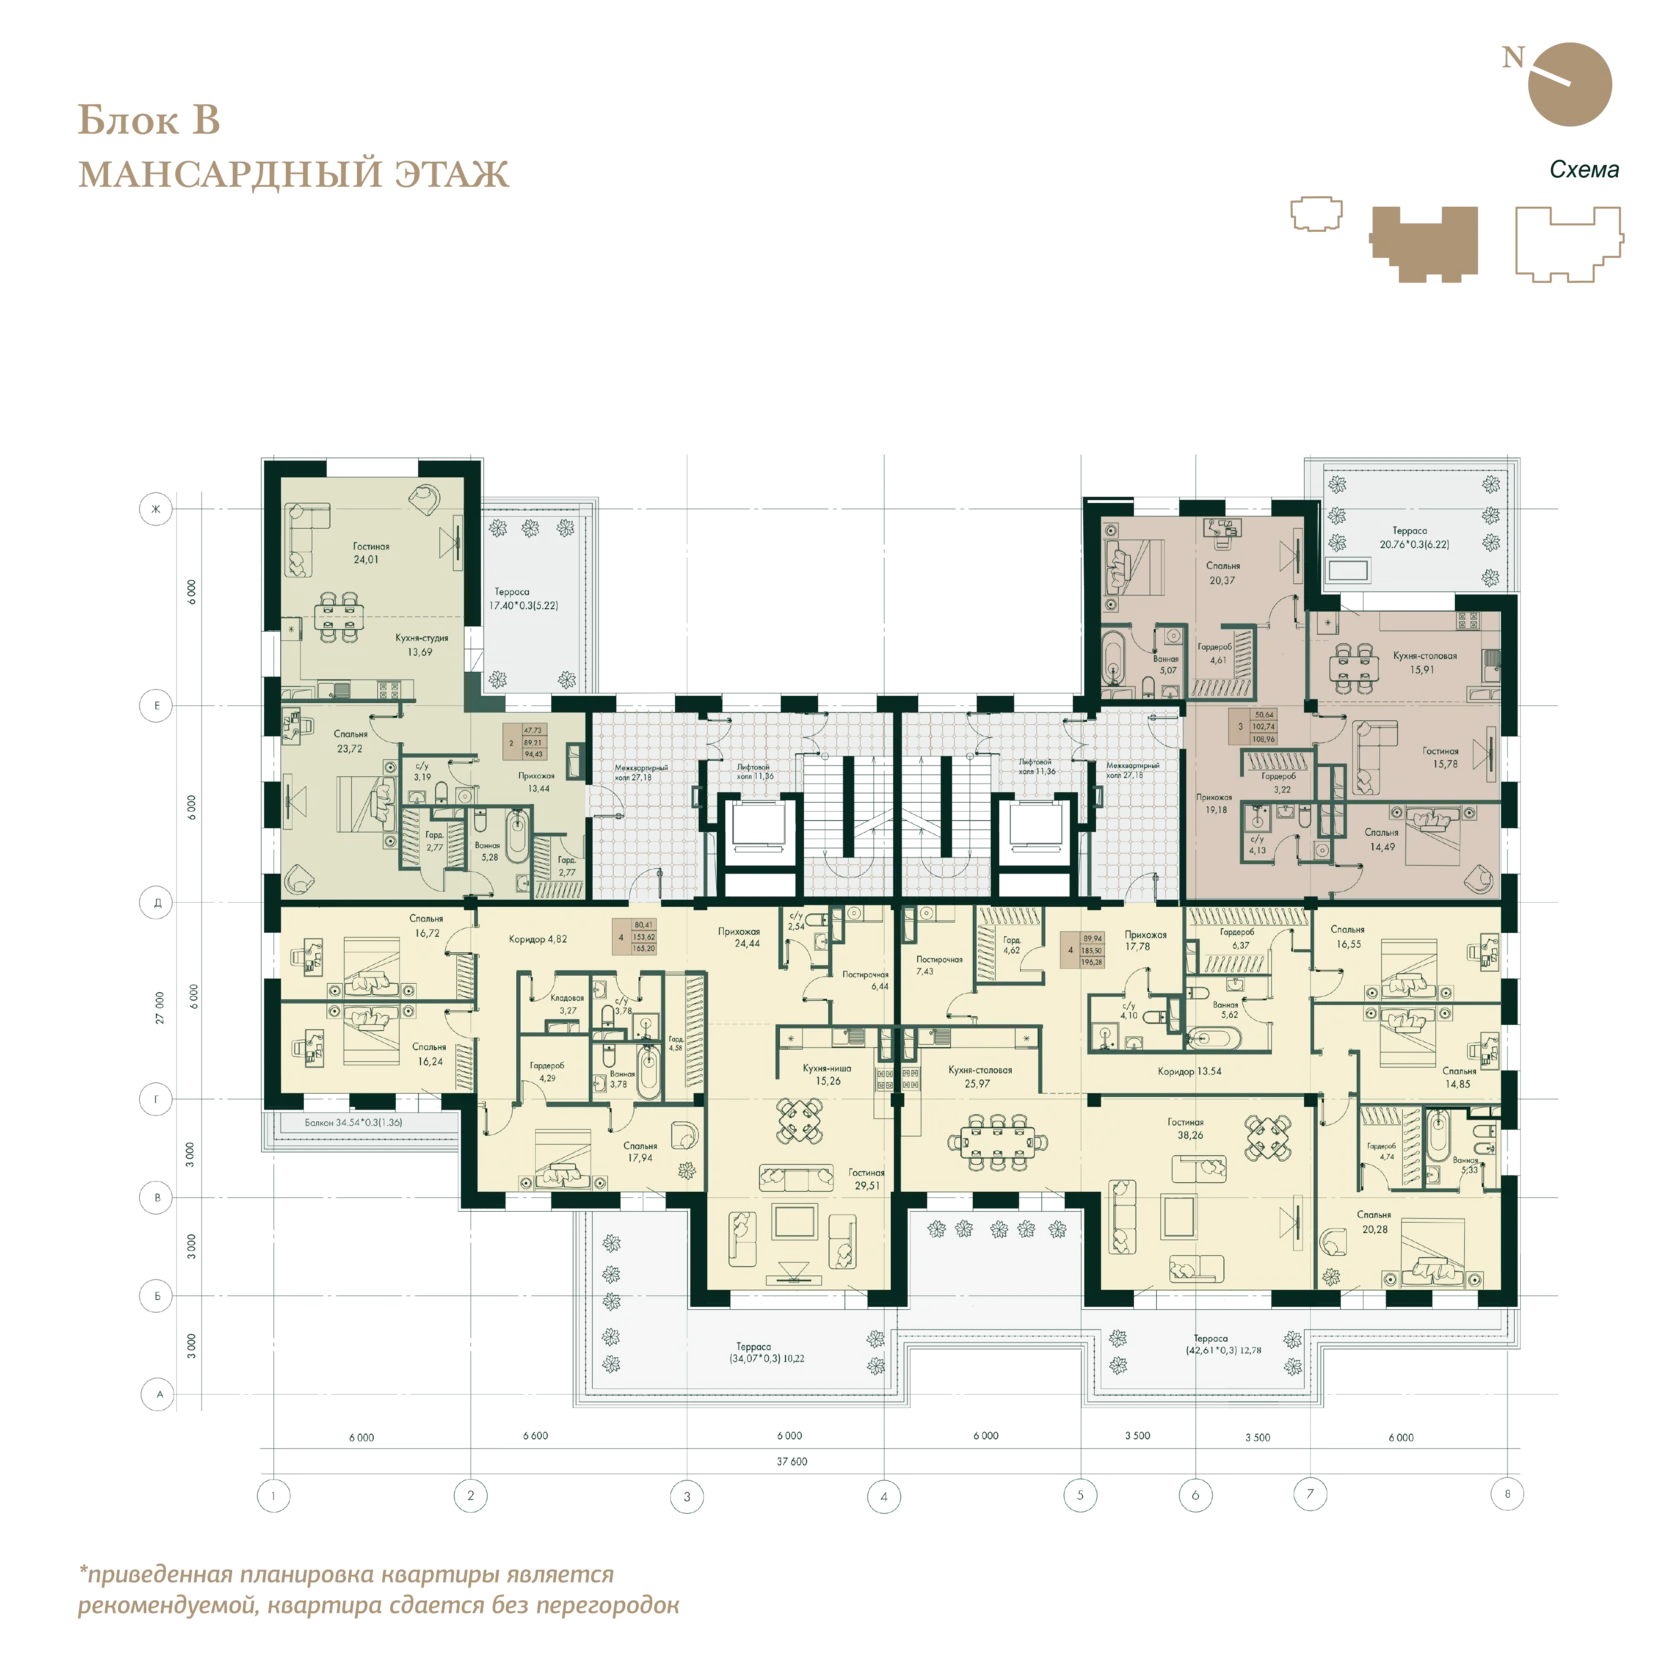 N
Блок В
МАНСАРДНЫЙ ЭТАЖ
Схема
Ж
Е
Д
Г
В
Б
А
6 000
6 000
6 000
27 000
3 000
3 000
3 000
Гостиная
24,01
Терраса
17.40*0.3(5.22)
Кухня-студия
13,69
Спальня
23,72
2
47,72
89,21
94,43
с/у
3,19
Прихожая
13,44
Гард.
2,77
Ванная
5,28
Гард.
2,77
Межквартирный
холл 27,18
Лифтовой
холл 11,36
Лифтовой
холл 11,36
Межквартирный
холл 27,18
Спальня
20,37
Терраса
20.76*0.3(6.22)
Ванная
5,07
Гардероб
4,61
Кухня-столовая
15,91
3
50,64
102,74
108,96
Гостиная
15,78
Гардероб
3,22
Прихожая
19,18
с/у
4,13
Спальня
14,49
Спальня
16,72
Коридор 4,82
4
80,41
153,62
165,20
Прихожая
24,44
с/у
2,54
Постирочная
6,44
Кладовая
3,27
с/у
3,78
Гард.
4,58
Спальня
16,24
Гардероб
4,29
Ванная
3,78
Кухня-ниша
15,26
Балкон 34.54*0.3(1.36)
Спальня
17,94
Гостиная
29,51
Терраса
(34,07*0,3) 10,22
Постирочная
7,43
Гард.
4,62
4
89,94
185,50
196,28
Прихожая
17,78
Гардероб
6,37
Спальня
16,55
с/у
4,10
Ванная
5,62
Кухня-столовая
25,97
Коридор 13.54
Спальня
14,85
Гостиная
38,26
Гардероб
4,74
Ванная
5,33
Спальня
20,28
Терраса
(42,61*0,3) 12,78
6 000
6 600
6 000
6 000
3 500
3 500
6 000
37 600
1
2
3
4
5
6
7
8
*приведенная планировка квартиры является
рекомендуемой, квартира сдается без перегородок